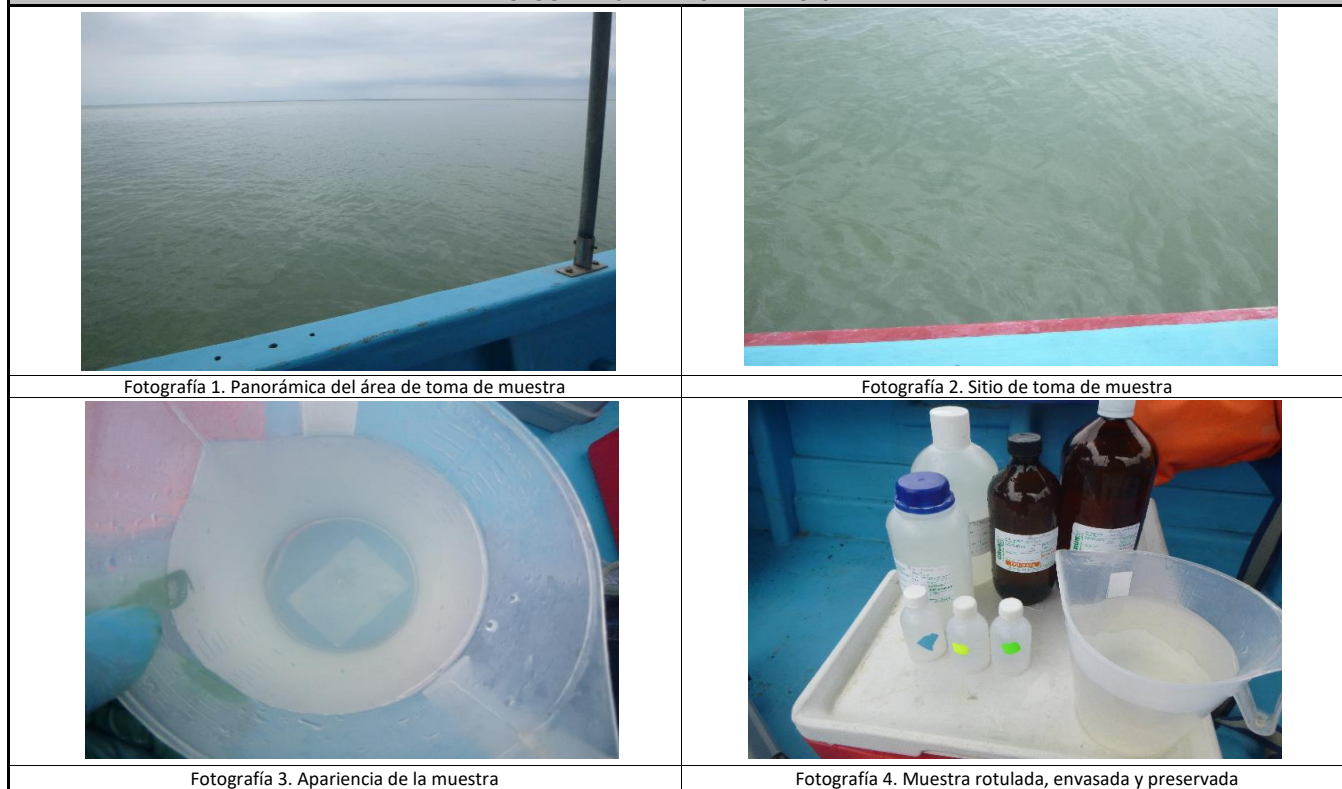 Fotografía 1. Panorámica del área de toma de muestra
Fotografía 2. Sitio de toma de muestra
Fotografía 3. Apariencia de la muestra
Fotografía 4. Muestra rotulada, envasada y preservada